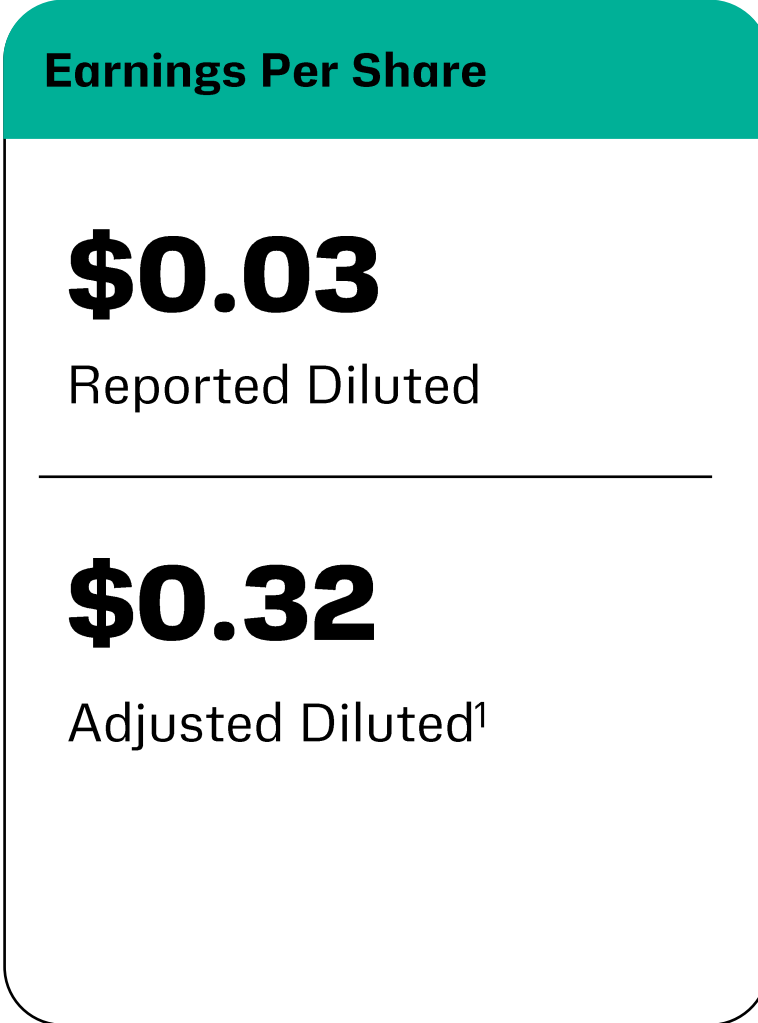 Earnings Per Share
$0.03
Reported Diluted
$0.32
Adjusted Diluted¹